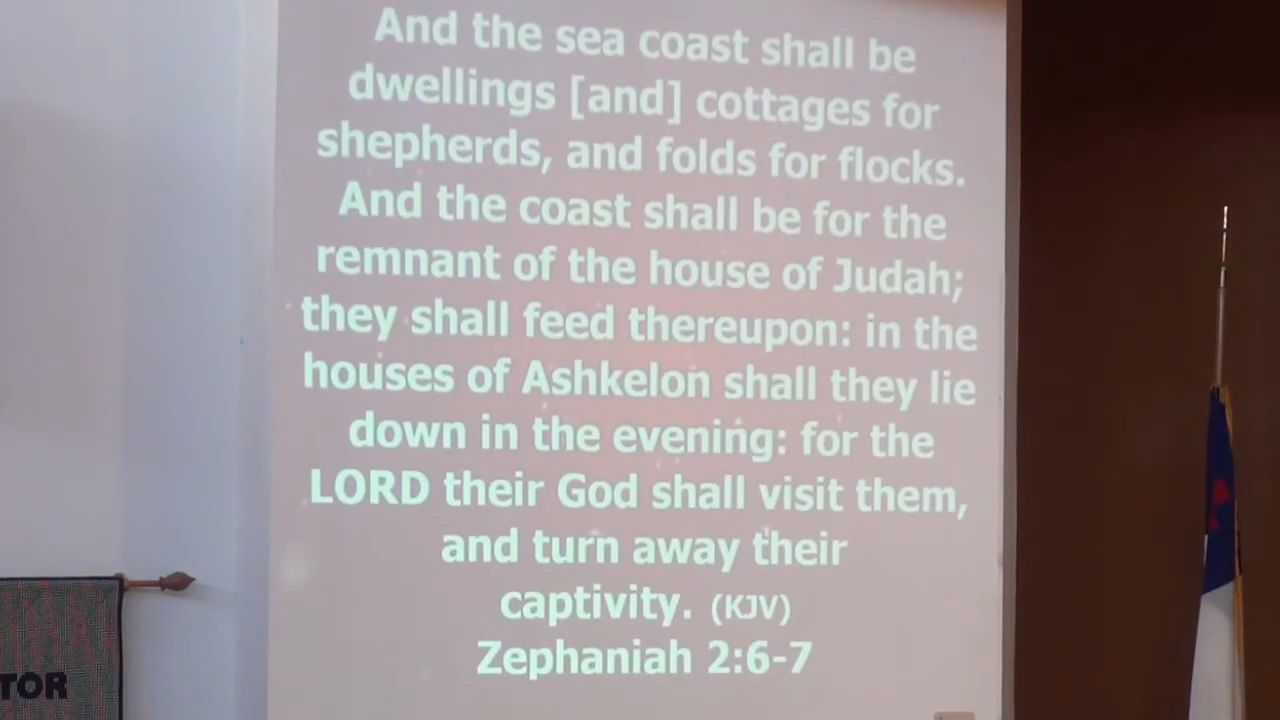 And the sea coast shall be
dwellings [and] cottages for
shepherds, and folds for flocks.
And the coast shall be for the
remnant of the house of Judah;
they shall feed thereupon: in the
houses of Ashkelon shall they lie
down in the evening: for the
LORD their God shall visit them,
and turn away their
captivity. (KJV)
Zephaniah 2:6-7
TOR